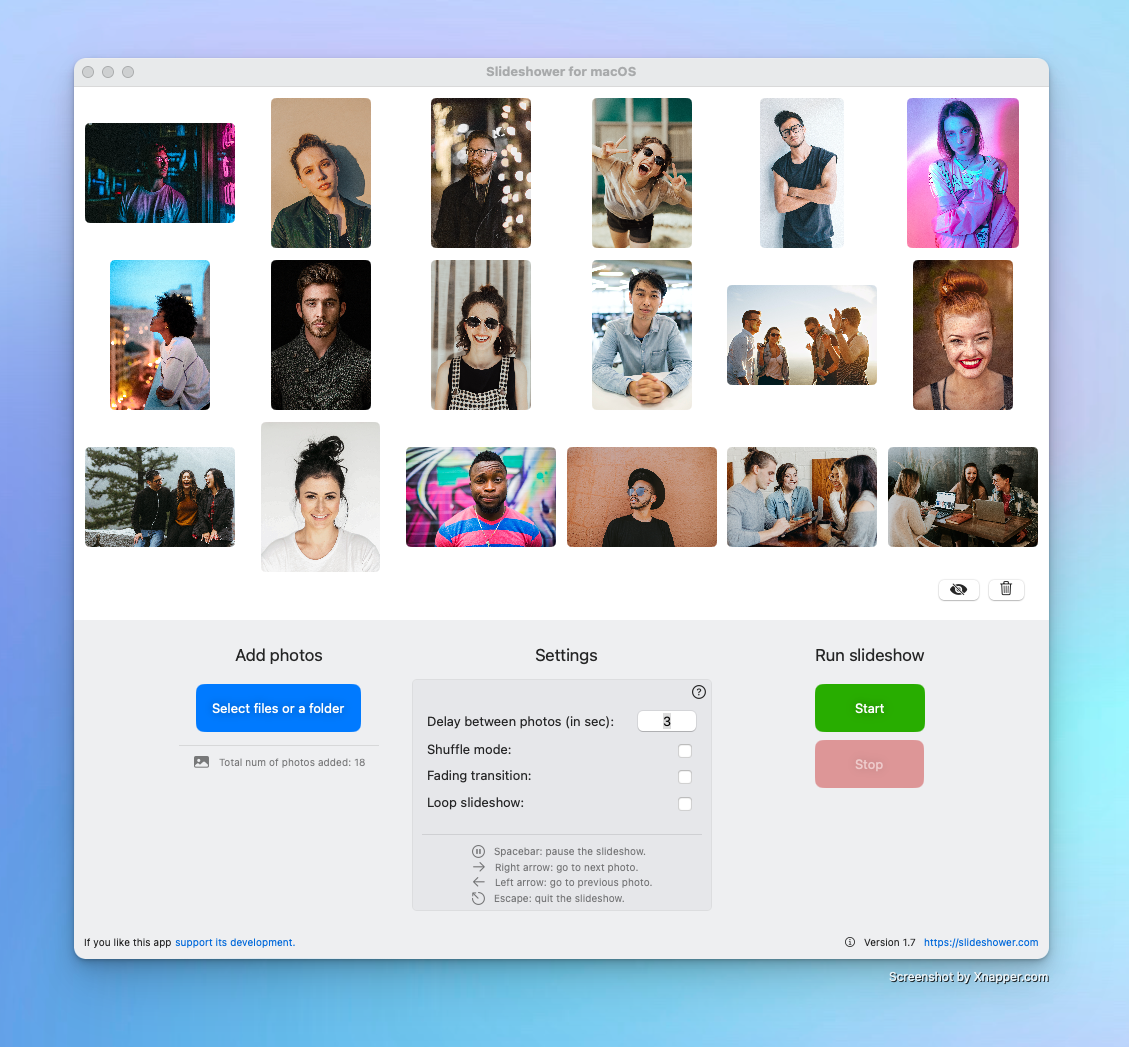 Slideshower for macOS
Add photos
Select files or a folder
Total num of photos added: 18
Settings
?
Delay between photos (in sec): 3
Shuffle mode:
Fading transition:
Loop slideshow:
Spacebar: pause the slideshow.
Right arrow: go to next photo.
Left arrow: go to previous photo.
Escape: quit the slideshow.
Run slideshow
Start
Stop
If you like this app support its development.
Version 1.7 https://slideshower.com
Screenshot by Xnapper.com